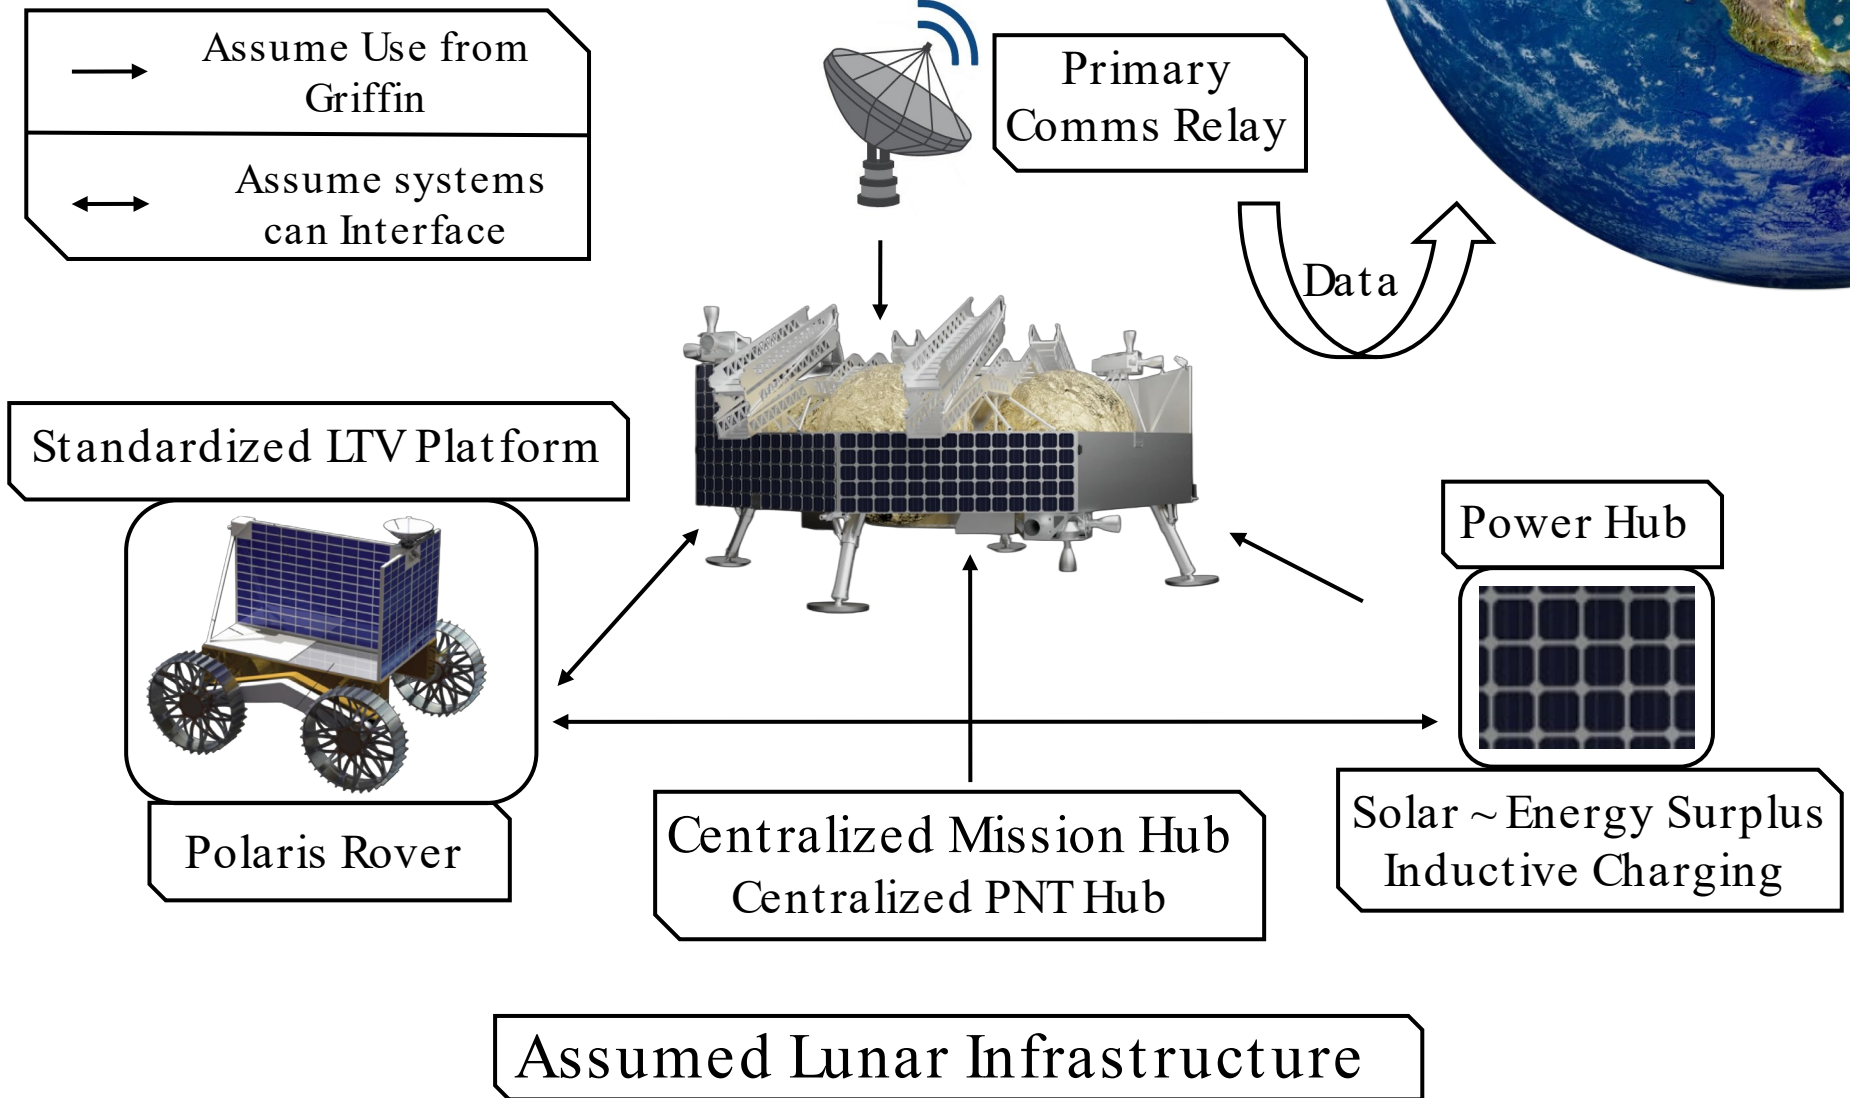 Assume Use from
Griffin
Assume systems
can Interface
Primary
Comms Relay
Data
Standardized LTV Platform
Polaris Rover
Power Hub
Solar ~ Energy Surplus
Inductive Charging
Centralized Mission Hub
Centralized PNT Hub
Assumed Lunar Infrastructure